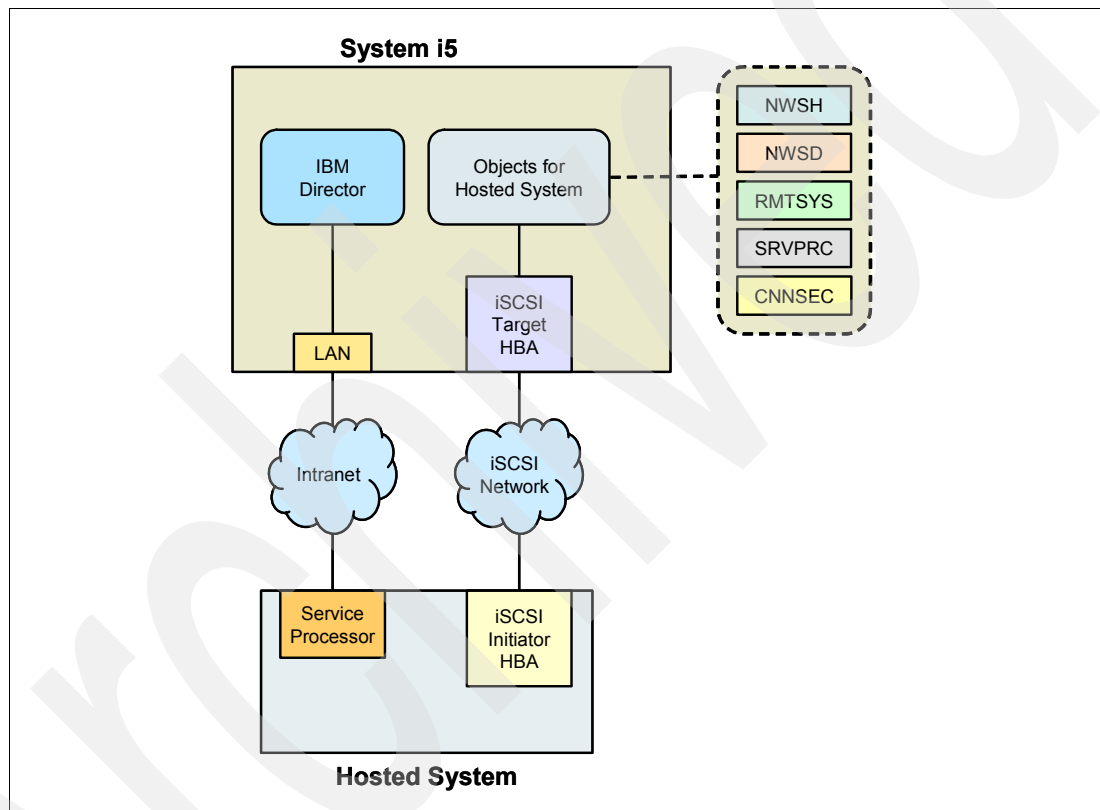 System i5
IBM
Director
Objects for
Hosted System
NWSH
NWSD
RMTSYS
SRVPRC
CNNSEC
LAN
iSCSI
Target
HBA
Intranet
iSCSI
Network
Service
Processor
iSCSI
Initiator
HBA
Hosted System